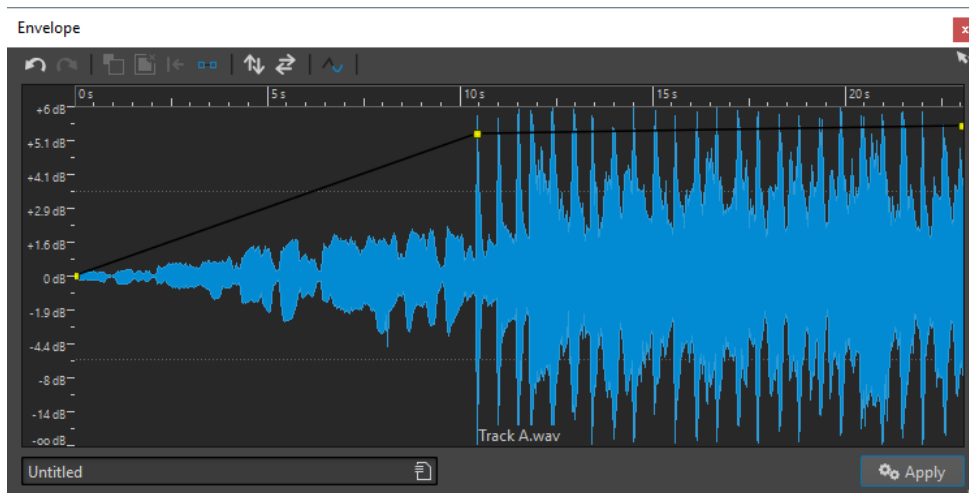 Envelope
x
0 s 5 s 10 s 15 s 20 s
+6 dB
+5.1 dB
+4.1 dB
+2.9 dB
+1.6 dB
0 dB
-1.9 dB
-4.4 dB
-8 dB
-14 dB
-oo dB
Track A.wav
Untitled
Apply